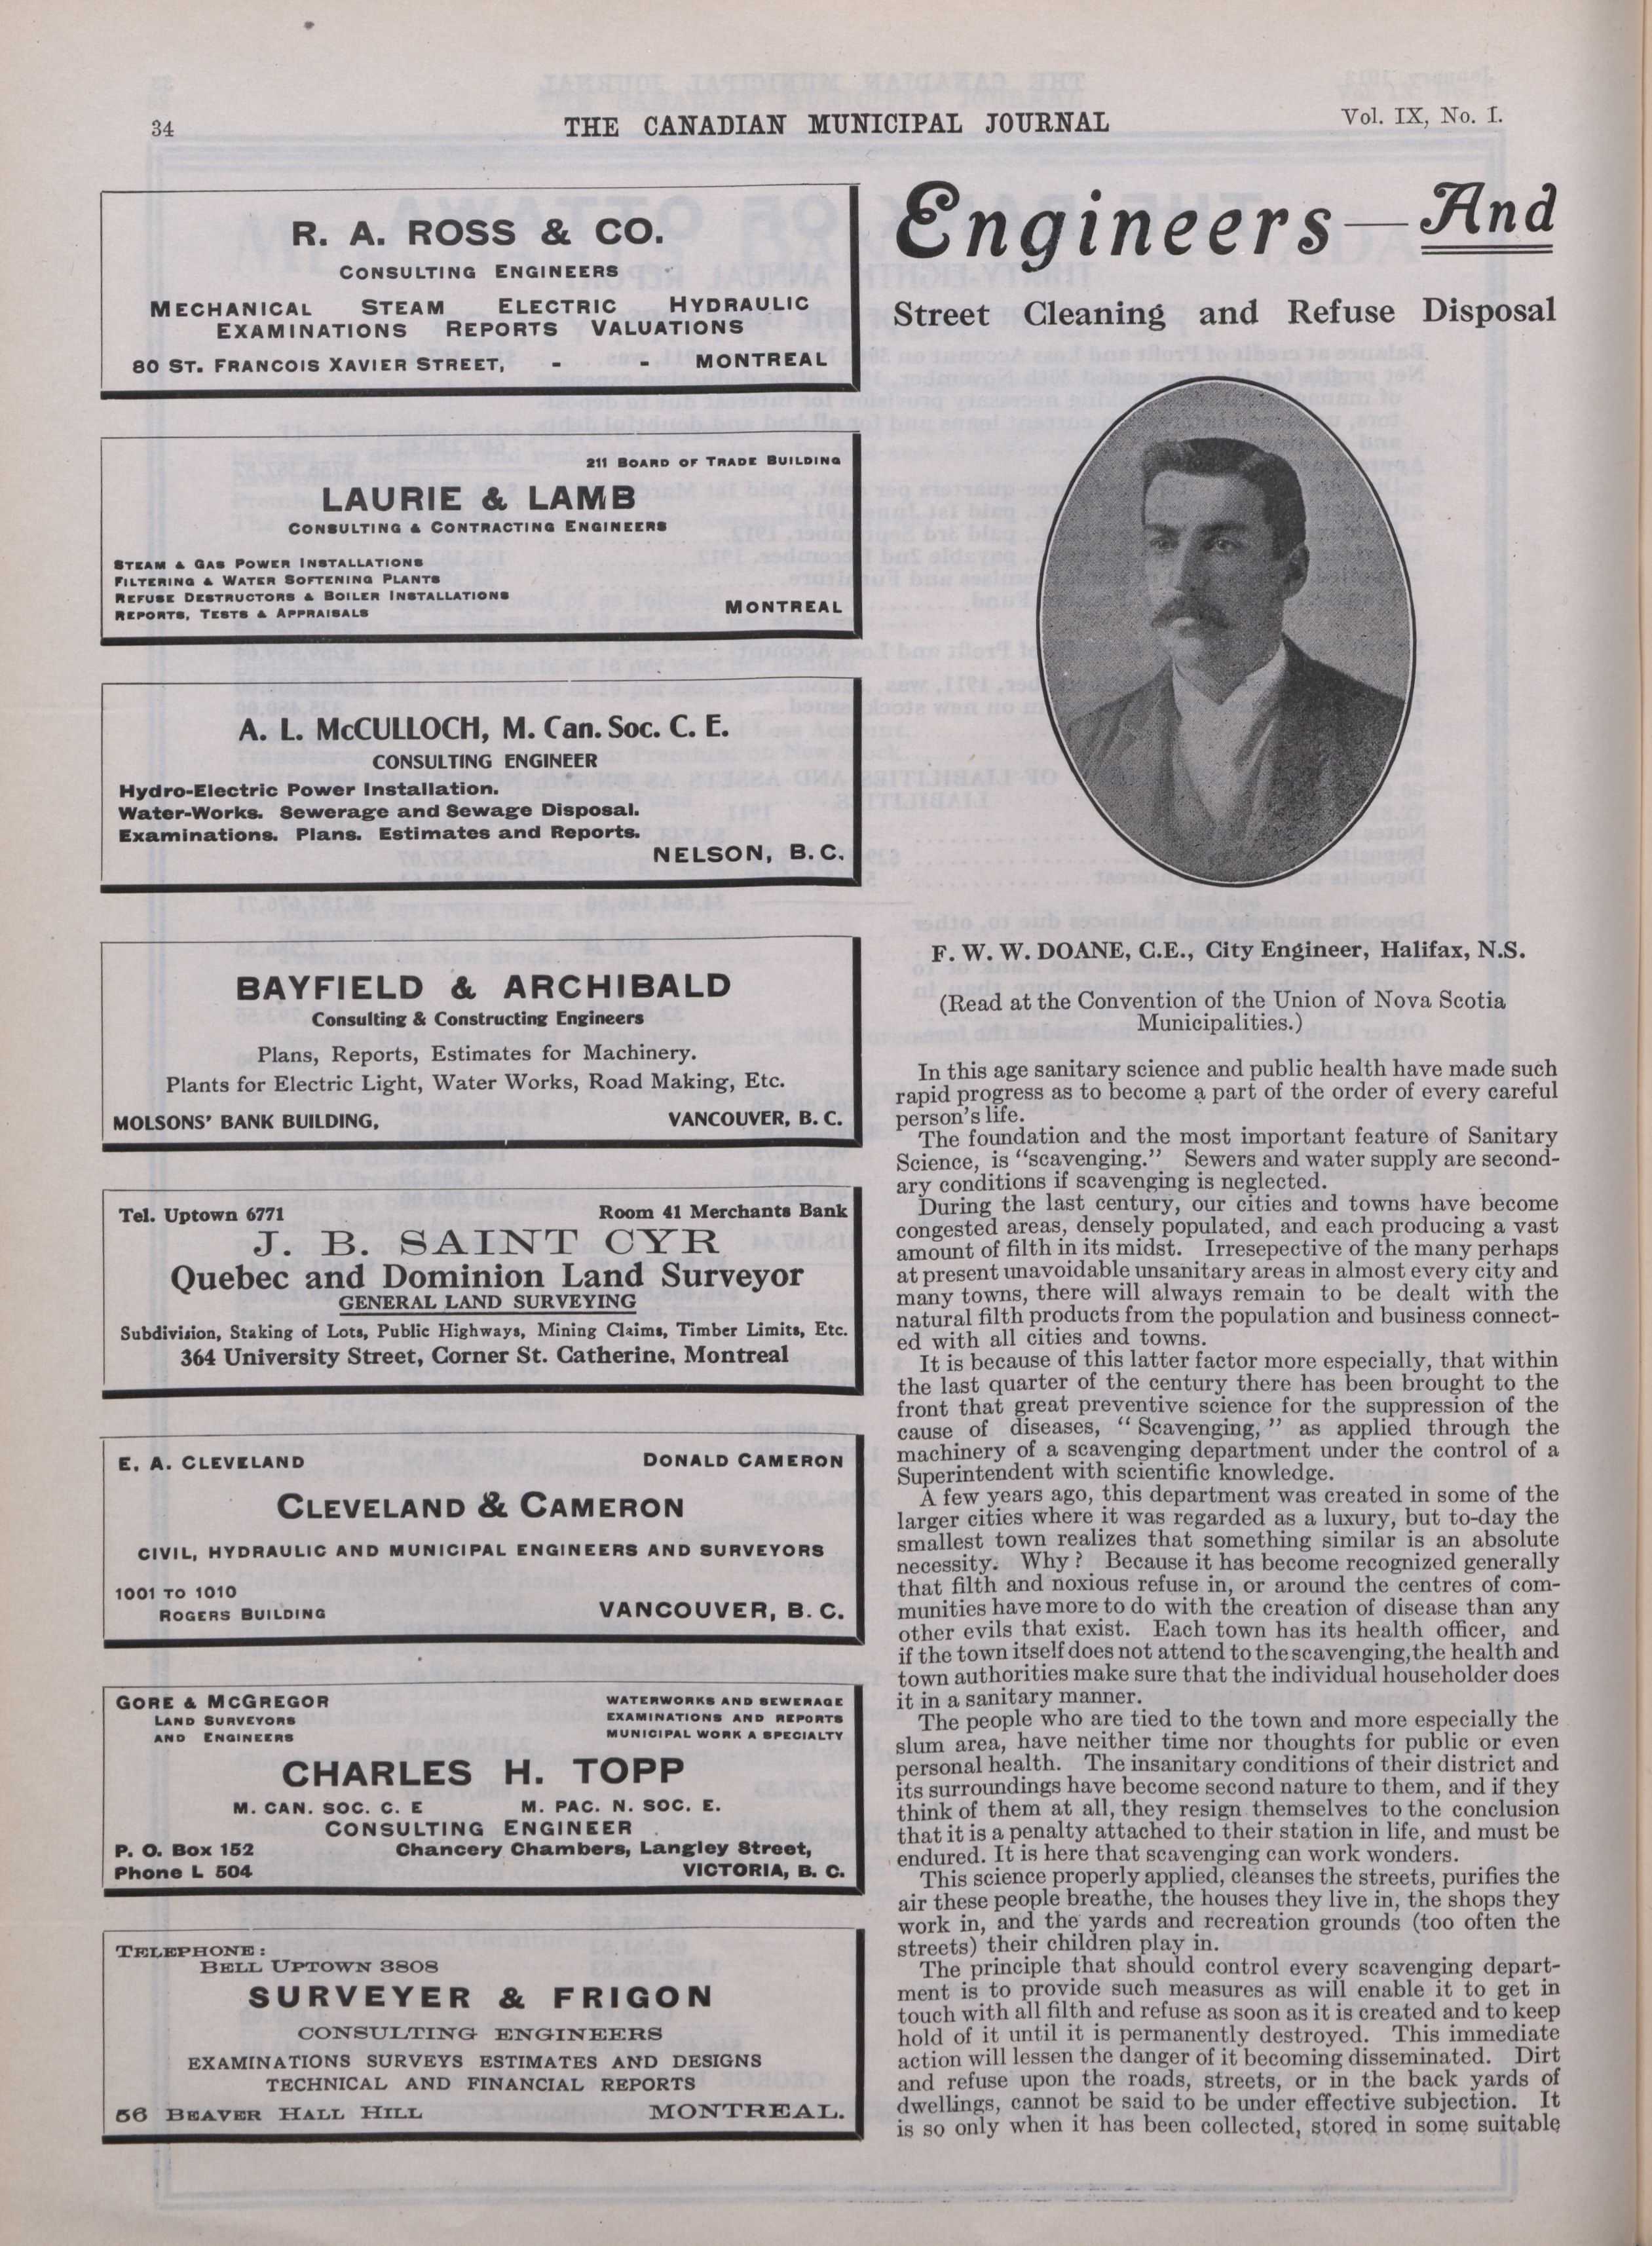 34
THE CANADIAN MUNICIPAL JOURNAL
Vol. IX, No. I.
R. A. ROSS & CO.
CONSULTING ENGINEERS
MECHANICAL STEAM ELECTRIC HYDRAULIC
EXAMINATIONS REPORTS VALUATIONS
80 ST. FRANCOIS XAVIER STREET, - - MONTREAL
211 BOARD OF TRADE BUILDING
LAURIE & LAMB
CONSULTING & CONTRACTING ENGINEERS
STEAM & GAS POWER INSTALLATIONS
FILTERING & WATER SOFTENING PLANTS
REFUSE DESTRUCTORS & BOILER INSTALLATIONS
REPORTS, TESTS & APPRAISALS
MONTREAL
A. L. McCULLOCH, M. Can. Soc. C. E.
CONSULTING ENGINEER
Hydro-Electric Power Installation.
Water-Works. Sewerage and Sewage Disposal.
Examinations. Plans. Estimates and Reports.
NELSON, B. C.
BAYFIELD & ARCHIBALD
Consulting & Constructing Engineers
Plans, Reports, Estimates for Machinery.
Plants for Electric Light, Water Works, Road Making, Etc.
MOLSONS' BANK BUILDING, VANCOUVER, B. C.
Tel. Uptown 6771 Room 41 Merchants Bank
J. B. SAINT CYR
Quebec and Dominion Land Surveyor
GENERAL LAND SURVEYING
Subdivision, Staking of Lots, Public Highways, Mining Claims, Timber Limits, Etc.
364 University Street, Corner St. Catherine, Montreal
E. A. CLEVELAND DONALD CAMERON
CLEVELAND & CAMERON
CIVIL, HYDRAULIC AND MUNICIPAL ENGINEERS AND SURVEYORS
1001 TO 1010
ROGERS BUILDING VANCOUVER, B. C.
GORE & MCGREGOR
LAND SURVEYORS
AND ENGINEERS
WATERWORKS AND SEWERAGE
EXAMINATIONS AND REPORTS
MUNICIPAL WORK A SPECIALTY
CHARLES H. TOPP
M. CAN. SOC. C. E M. PAC. N. SOC. E.
CONSULTING ENGINEER
P. O. Box 152 Chancery Chambers, Langley Street,
Phone L 504 VICTORIA, B. C.
TELEPHONE:
BELL UPTOWN 3808
SURVEYER & FRIGON
CONSULTING ENGINEERS
EXAMINATIONS SURVEYS ESTIMATES AND DESIGNS
TECHNICAL AND FINANCIAL REPORTS
56 BEAVER HALL HILL MONTREAL.
Engineers—And
Street Cleaning and Refuse Disposal
F. W. W. DOANE, C.E., City Engineer, Halifax, N.S.
(Read at the Convention of the Union of Nova Scotia
Municipalities.)
In this age sanitary science and public health have made such
rapid progress as to become a part of the order of every careful
person's life.
The foundation and the most important feature of Sanitary
Science, is "scavenging." Sewers and water supply are second-
ary conditions if scavenging is neglected.
During the last century, our cities and towns have become
congested areas, densely populated, and each producing a vast
amount of filth in its midst. Irresepective of the many perhaps
at present unavoidable unsanitary areas in almost every city and
many towns, there will always remain to be dealt with the
natural filth products from the population and business connect-
ed with all cities and towns.
It is because of this latter factor more especially, that within
the last quarter of the century there has been brought to the
front that great preventive science for the suppression of the
cause of diseases, "Scavenging," as applied through the
machinery of a scavenging department under the control of a
Superintendent with scientific knowledge.
A few years ago, this department was created in some of the
larger cities where it was regarded as a luxury, but to-day the
smallest town realizes that something similar is an absolute
necessity. Why? Because it has become recognized generally
that filth and noxious refuse in, or around the centres of com-
munities have more to do with the creation of disease than any
other evils that exist. Each town has its health officer, and
if the town itself does not attend to the scavenging, the health and
town authorities make sure that the individual householder does
it in a sanitary manner.
The people who are tied to the town and more especially the
slum area, have neither time nor thoughts for public or even
personal health. The insanitary conditions of their district and
its surroundings have become second nature to them, and if they
think of them at all, they resign themselves to the conclusion
that it is a penalty attached to their station in life, and must be
endured. It is here that scavenging can work wonders.
This science properly applied, cleanses the streets, purifies the
air these people breathe, the houses they live in, the shops they
work in, and the yards and recreation grounds (too often the
streets) their children play in.
The principle that should control every scavenging depart-
ment is to provide such measures as will enable it to get in
touch with all filth and refuse as soon as it is created and to keep
hold of it until it is permanently destroyed. This immediate
action will lessen the danger of it becoming disseminated. Dirt
and refuse upon the roads, streets, or in the back yards of
dwellings, cannot be said to be under effective subjection. It
is so only when it has been collected, stored in some suitable